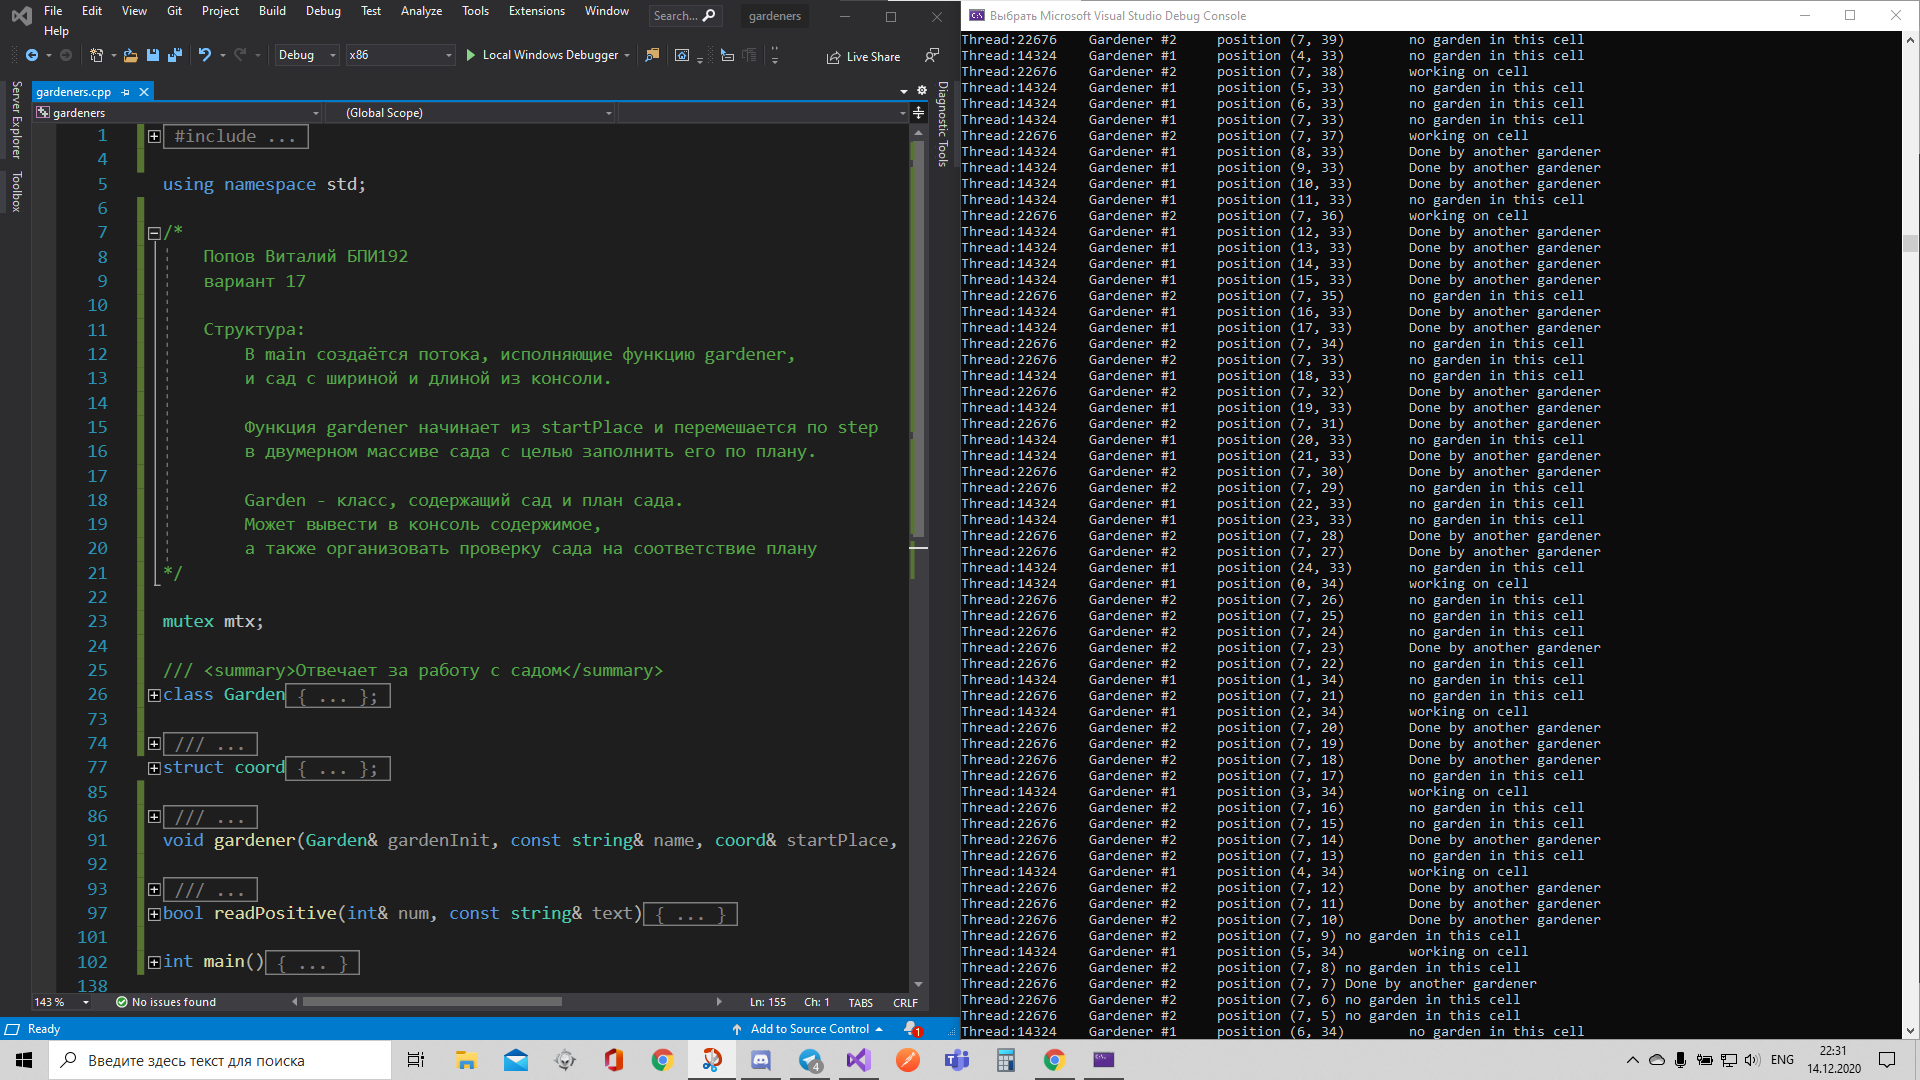 File Edit View Git Project Build Debug Test Analyze Tools Extensions Window Search... gardeners
Help
Debug x86 Local Windows Debugger Live Share
Server Explorer
Toolbox
gardeners.cpp
gardeners (Global Scope)
Diagnostic Tools
1 #include ...
4
5 using namespace std;
6
7 /*
8 Попов Виталий БПИ192
9 вариант 17
10
11 Структура:
12 В main создаётся потока, исполняющие функцию gardener,
13 и сад с шириной и длиной из консоли.
14
15 Функция gardener начинает из startPlace и перемешается по step
16 в двумерном массиве сада с целью заполнить его по плану.
17
18 Garden - класс, содержащий сад и план сада.
19 Может вывести в консоль содержимое,
20 а также организовать проверку сада на соответствие плану
21 */
22
23 mutex mtx;
24
25 /// <summary>Отвечает за работу с садом</summary>
26 class Garden { ... };
73
74 /// ...
77 struct coord { ... };
85
86 /// ...
91 void gardener(Garden& gardenInit, const string& name, coord& startPlace,
92
93 /// ...
97 bool readPositive(int& num, const string& text) { ... }
101
102 int main() { ... }
138
143 % No issues found Ln: 155 Ch: 1 TABS CRLF
Ready Add to Source Control 1
Выбрать Microsoft Visual Studio Debug Console
Thread:22676 Gardener #2 position (7, 39) no garden in this cell
Thread:14324 Gardener #1 position (4, 33) no garden in this cell
Thread:22676 Gardener #2 position (7, 38) working on cell
Thread:14324 Gardener #1 position (5, 33) no garden in this cell
Thread:14324 Gardener #1 position (6, 33) no garden in this cell
Thread:14324 Gardener #1 position (7, 33) no garden in this cell
Thread:22676 Gardener #2 position (7, 37) working on cell
Thread:14324 Gardener #1 position (8, 33) Done by another gardener
Thread:14324 Gardener #1 position (9, 33) Done by another gardener
Thread:14324 Gardener #1 position (10, 33) Done by another gardener
Thread:14324 Gardener #1 position (11, 33) no garden in this cell
Thread:22676 Gardener #2 position (7, 36) working on cell
Thread:14324 Gardener #1 position (12, 33) Done by another gardener
Thread:14324 Gardener #1 position (13, 33) Done by another gardener
Thread:14324 Gardener #1 position (14, 33) Done by another gardener
Thread:14324 Gardener #1 position (15, 33) Done by another gardener
Thread:22676 Gardener #2 position (7, 35) no garden in this cell
Thread:14324 Gardener #1 position (16, 33) Done by another gardener
Thread:14324 Gardener #1 position (17, 33) Done by another gardener
Thread:22676 Gardener #2 position (7, 34) no garden in this cell
Thread:22676 Gardener #2 position (7, 33) no garden in this cell
Thread:14324 Gardener #1 position (18, 33) no garden in this cell
Thread:22676 Gardener #2 position (7, 32) Done by another gardener
Thread:14324 Gardener #1 position (19, 33) Done by another gardener
Thread:22676 Gardener #2 position (7, 31) Done by another gardener
Thread:14324 Gardener #1 position (20, 33) no garden in this cell
Thread:14324 Gardener #1 position (21, 33) Done by another gardener
Thread:22676 Gardener #2 position (7, 30) Done by another gardener
Thread:22676 Gardener #2 position (7, 29) no garden in this cell
Thread:14324 Gardener #1 position (22, 33) no garden in this cell
Thread:14324 Gardener #1 position (23, 33) no garden in this cell
Thread:22676 Gardener #2 position (7, 28) Done by another gardener
Thread:22676 Gardener #2 position (7, 27) Done by another gardener
Thread:14324 Gardener #1 position (24, 33) no garden in this cell
Thread:14324 Gardener #1 position (0, 34) working on cell
Thread:22676 Gardener #2 position (7, 26) no garden in this cell
Thread:22676 Gardener #2 position (7, 25) no garden in this cell
Thread:22676 Gardener #2 position (7, 24) no garden in this cell
Thread:22676 Gardener #2 position (7, 23) Done by another gardener
Thread:22676 Gardener #2 position (7, 22) no garden in this cell
Thread:14324 Gardener #1 position (1, 34) no garden in this cell
Thread:22676 Gardener #2 position (7, 21) no garden in this cell
Thread:14324 Gardener #1 position (2, 34) working on cell
Thread:22676 Gardener #2 position (7, 20) Done by another gardener
Thread:22676 Gardener #2 position (7, 19) Done by another gardener
Thread:22676 Gardener #2 position (7, 18) Done by another gardener
Thread:22676 Gardener #2 position (7, 17) no garden in this cell
Thread:14324 Gardener #1 position (3, 34) working on cell
Thread:22676 Gardener #2 position (7, 16) no garden in this cell
Thread:22676 Gardener #2 position (7, 15) no garden in this cell
Thread:22676 Gardener #2 position (7, 14) Done by another gardener
Thread:22676 Gardener #2 position (7, 13) no garden in this cell
Thread:14324 Gardener #1 position (4, 34) working on cell
Thread:22676 Gardener #2 position (7, 12) Done by another gardener
Thread:22676 Gardener #2 position (7, 11) Done by another gardener
Thread:22676 Gardener #2 position (7, 10) Done by another gardener
Thread:22676 Gardener #2 position (7, 9) no garden in this cell
Thread:14324 Gardener #1 position (5, 34) working on cell
Thread:22676 Gardener #2 position (7, 8) no garden in this cell
Thread:22676 Gardener #2 position (7, 7) Done by another gardener
Thread:22676 Gardener #2 position (7, 6) no garden in this cell
Thread:22676 Gardener #2 position (7, 5) no garden in this cell
Thread:14324 Gardener #1 position (6, 34) no garden in this cell
Введите здесь текст для поиска 4 ENG 22:31
14.12.2020